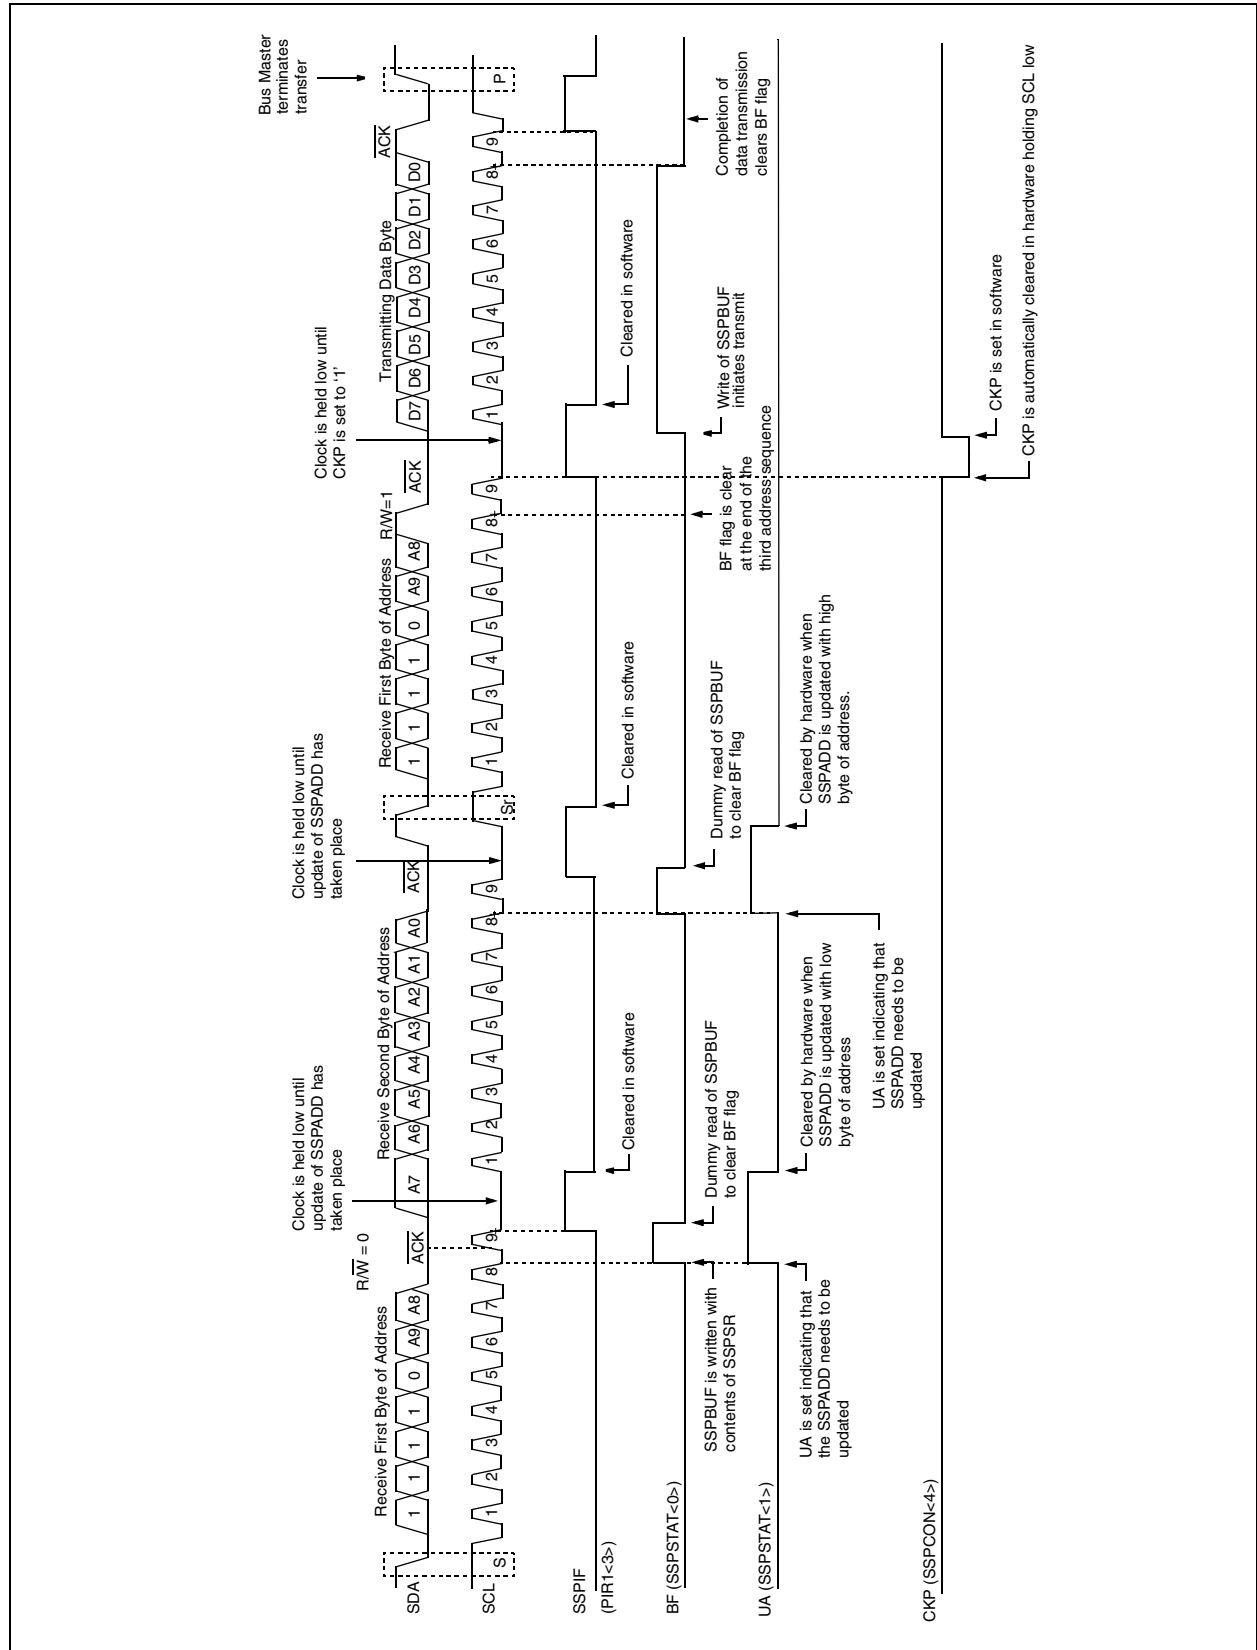 Bus Master
terminates
transfer
Clock is held low until
CKP is set to ‘1’
Clock is held low until
update of SSPADD has
taken place
Clock is held low until
update of SSPADD has
taken place
R/W = 0
R/W=1
Receive First Byte of Address
Receive Second Byte of Address
Receive First Byte of Address
Transmitting Data Byte
SDA
1 1 1 1 0 A9 A8 ACK A7 A6 A5 A4 A3 A2 A1 A0 ACK 1 1 1 1 0 A9 A8 ACK D7 D6 D5 D4 D3 D2 D1 D0 ACK
SCL
S 1 2 3 4 5 6 7 8 9 1 2 3 4 5 6 7 8 9 Sr 1 2 3 4 5 6 7 8 9 1 2 3 4 5 6 7 8 9 P
SSPIF
(PIR1<3>)
Cleared in software
Cleared in software
Cleared in software
BF (SSPSTAT<0>)
SSPBUF is written with
contents of SSPSR
Dummy read of SSPBUF
to clear BF flag
Dummy read of SSPBUF
to clear BF flag
BF flag is clear
at the end of the
third address sequence
Write of SSPBUF
initiates transmit
Completion of
data transmission
clears BF flag
UA (SSPSTAT<1>)
UA is set indicating that
the SSPADD needs to be
updated
Cleared by hardware when
SSPADD is updated with low
byte of address
UA is set indicating that
SSPADD needs to be
updated
Cleared by hardware when
SSPADD is updated with high
byte of address.
CKP (SSPCON<4>)
CKP is set in software
CKP is automatically cleared in hardware holding SCL low